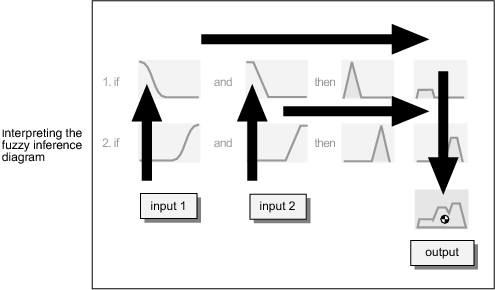 1. if
and
then
Interpreting the
fuzzy inference
diagram
2. if
and
then
input 1
input 2
output